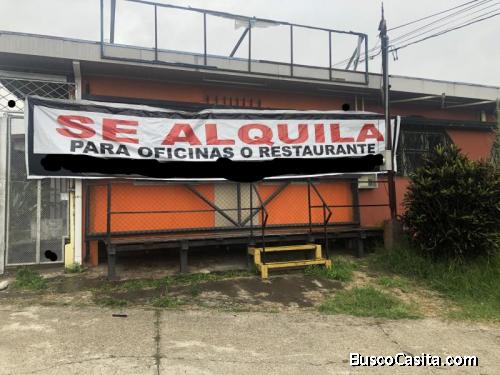 SE ALQUILA
PARA OFICINAS O RESTAURANTE
BuscoCasita.com